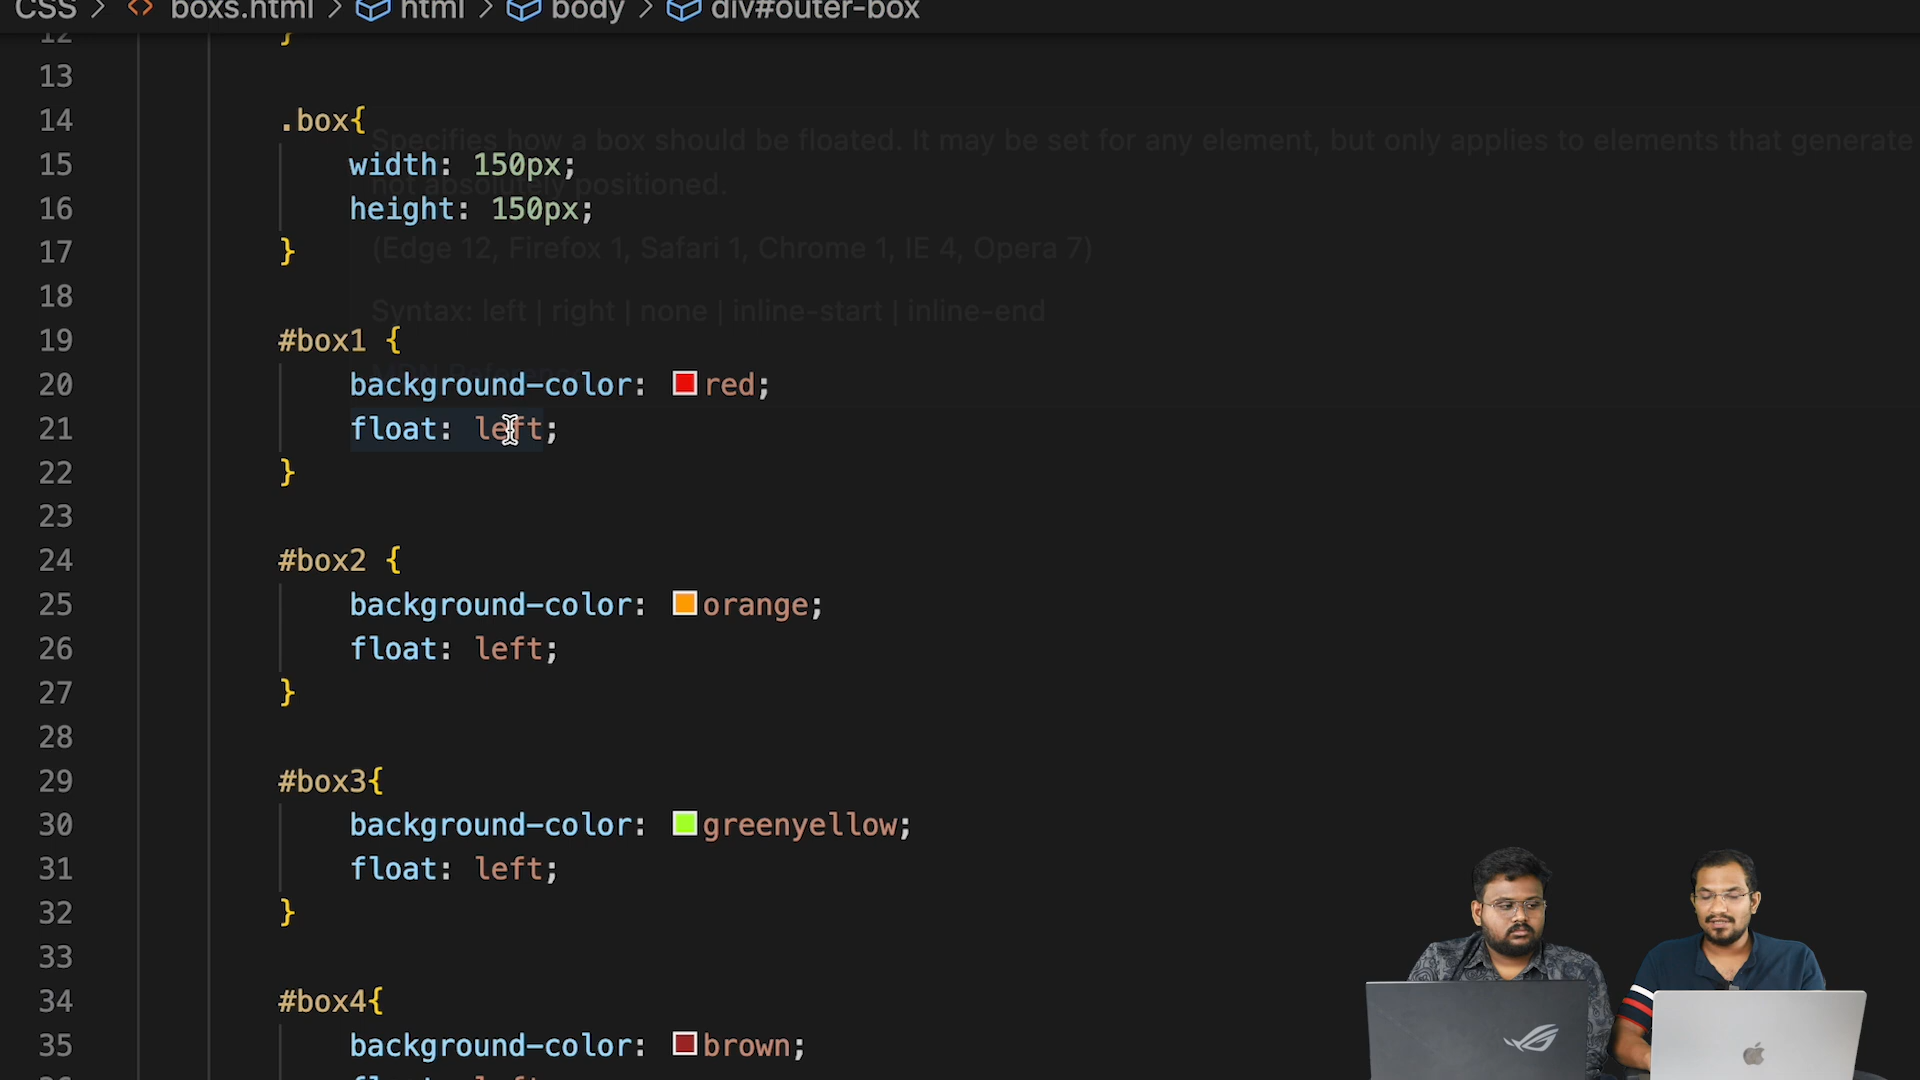 CSS > <> boxs.html > html > body > div#outer-box
12 }
13
14 .box{
Specifies how a box should be floated. It may be set for any element, but only applies to elements that generate
15 width: 150px;
not absolutely positioned.
16 height: 150px;
17 }
(Edge 12, Firefox 1, Safari 1, Chrome 1, IE 4, Opera 7)
18
Syntax: left | right | none | inline-start | inline-end
19 #box1 {
MDN Reference
20 background-color: red;
21 float: left;
22 }
23
24 #box2 {
25 background-color: orange;
26 float: left;
27 }
28
29 #box3{
30 background-color: greenyellow;
31 float: left;
32 }
33
34 #box4{
35 background-color: brown;